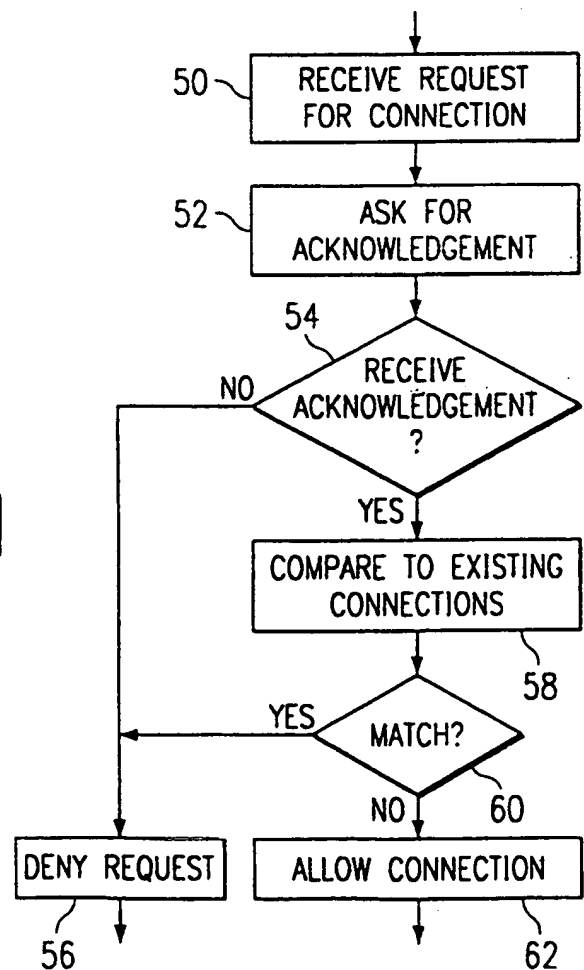 50
RECEIVE REQUEST
FOR CONNECTION
52
ASK FOR
ACKNOWLEDGEMENT
54
RECEIVE
ACKNOWLEDGEMENT
?
NO
YES
COMPARE TO EXISTING
CONNECTIONS
58
MATCH?
YES
60
NO
DENY REQUEST
56
ALLOW CONNECTION
62